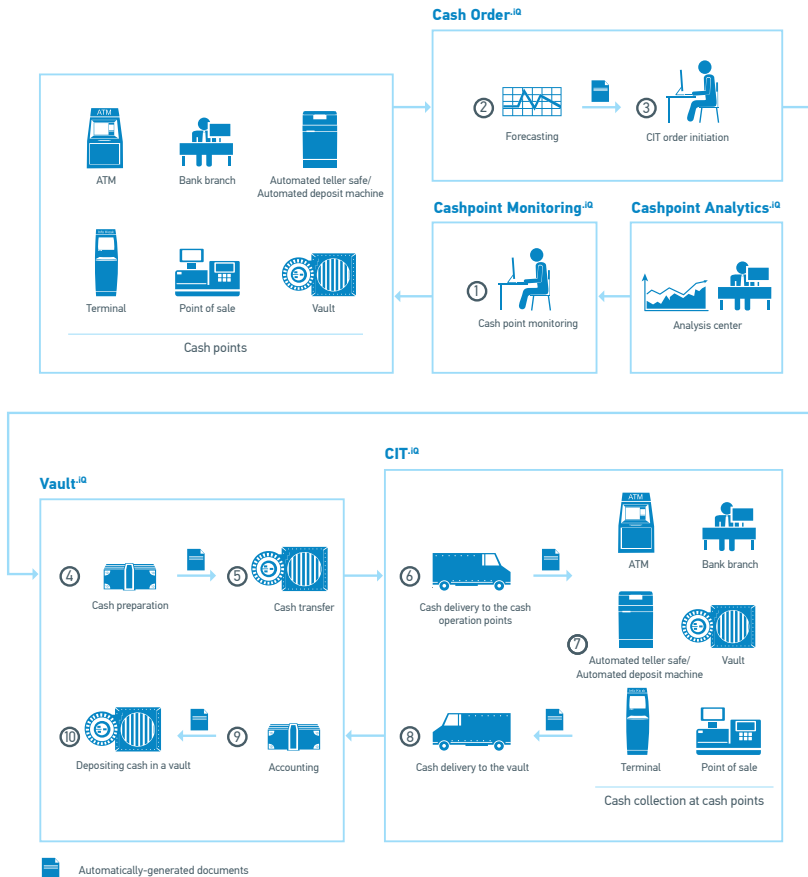 Cash Order.iQ
ATM
2
3
Forecasting
CIT order initiation
ATM
Bank branch
Automated teller safe/
Automated deposit machine
Cashpoint Monitoring.iQ
Cashpoint Analytics.iQ
1
Terminal
Point of sale
Vault
Cash point monitoring
Analysis center
Cash points
CIT.iQ
Vault.iQ
ATM
ATM
Bank branch
4
5
6
Cash preparation
Cash transfer
Cash delivery to the cash
operation points
7
Automated teller safe/
Automated deposit machine
Vault
10
9
8
Depositing cash in a vault
Accounting
Cash delivery to the vault
Terminal
Point of sale
Cash collection at cash points
Automatically-generated documents